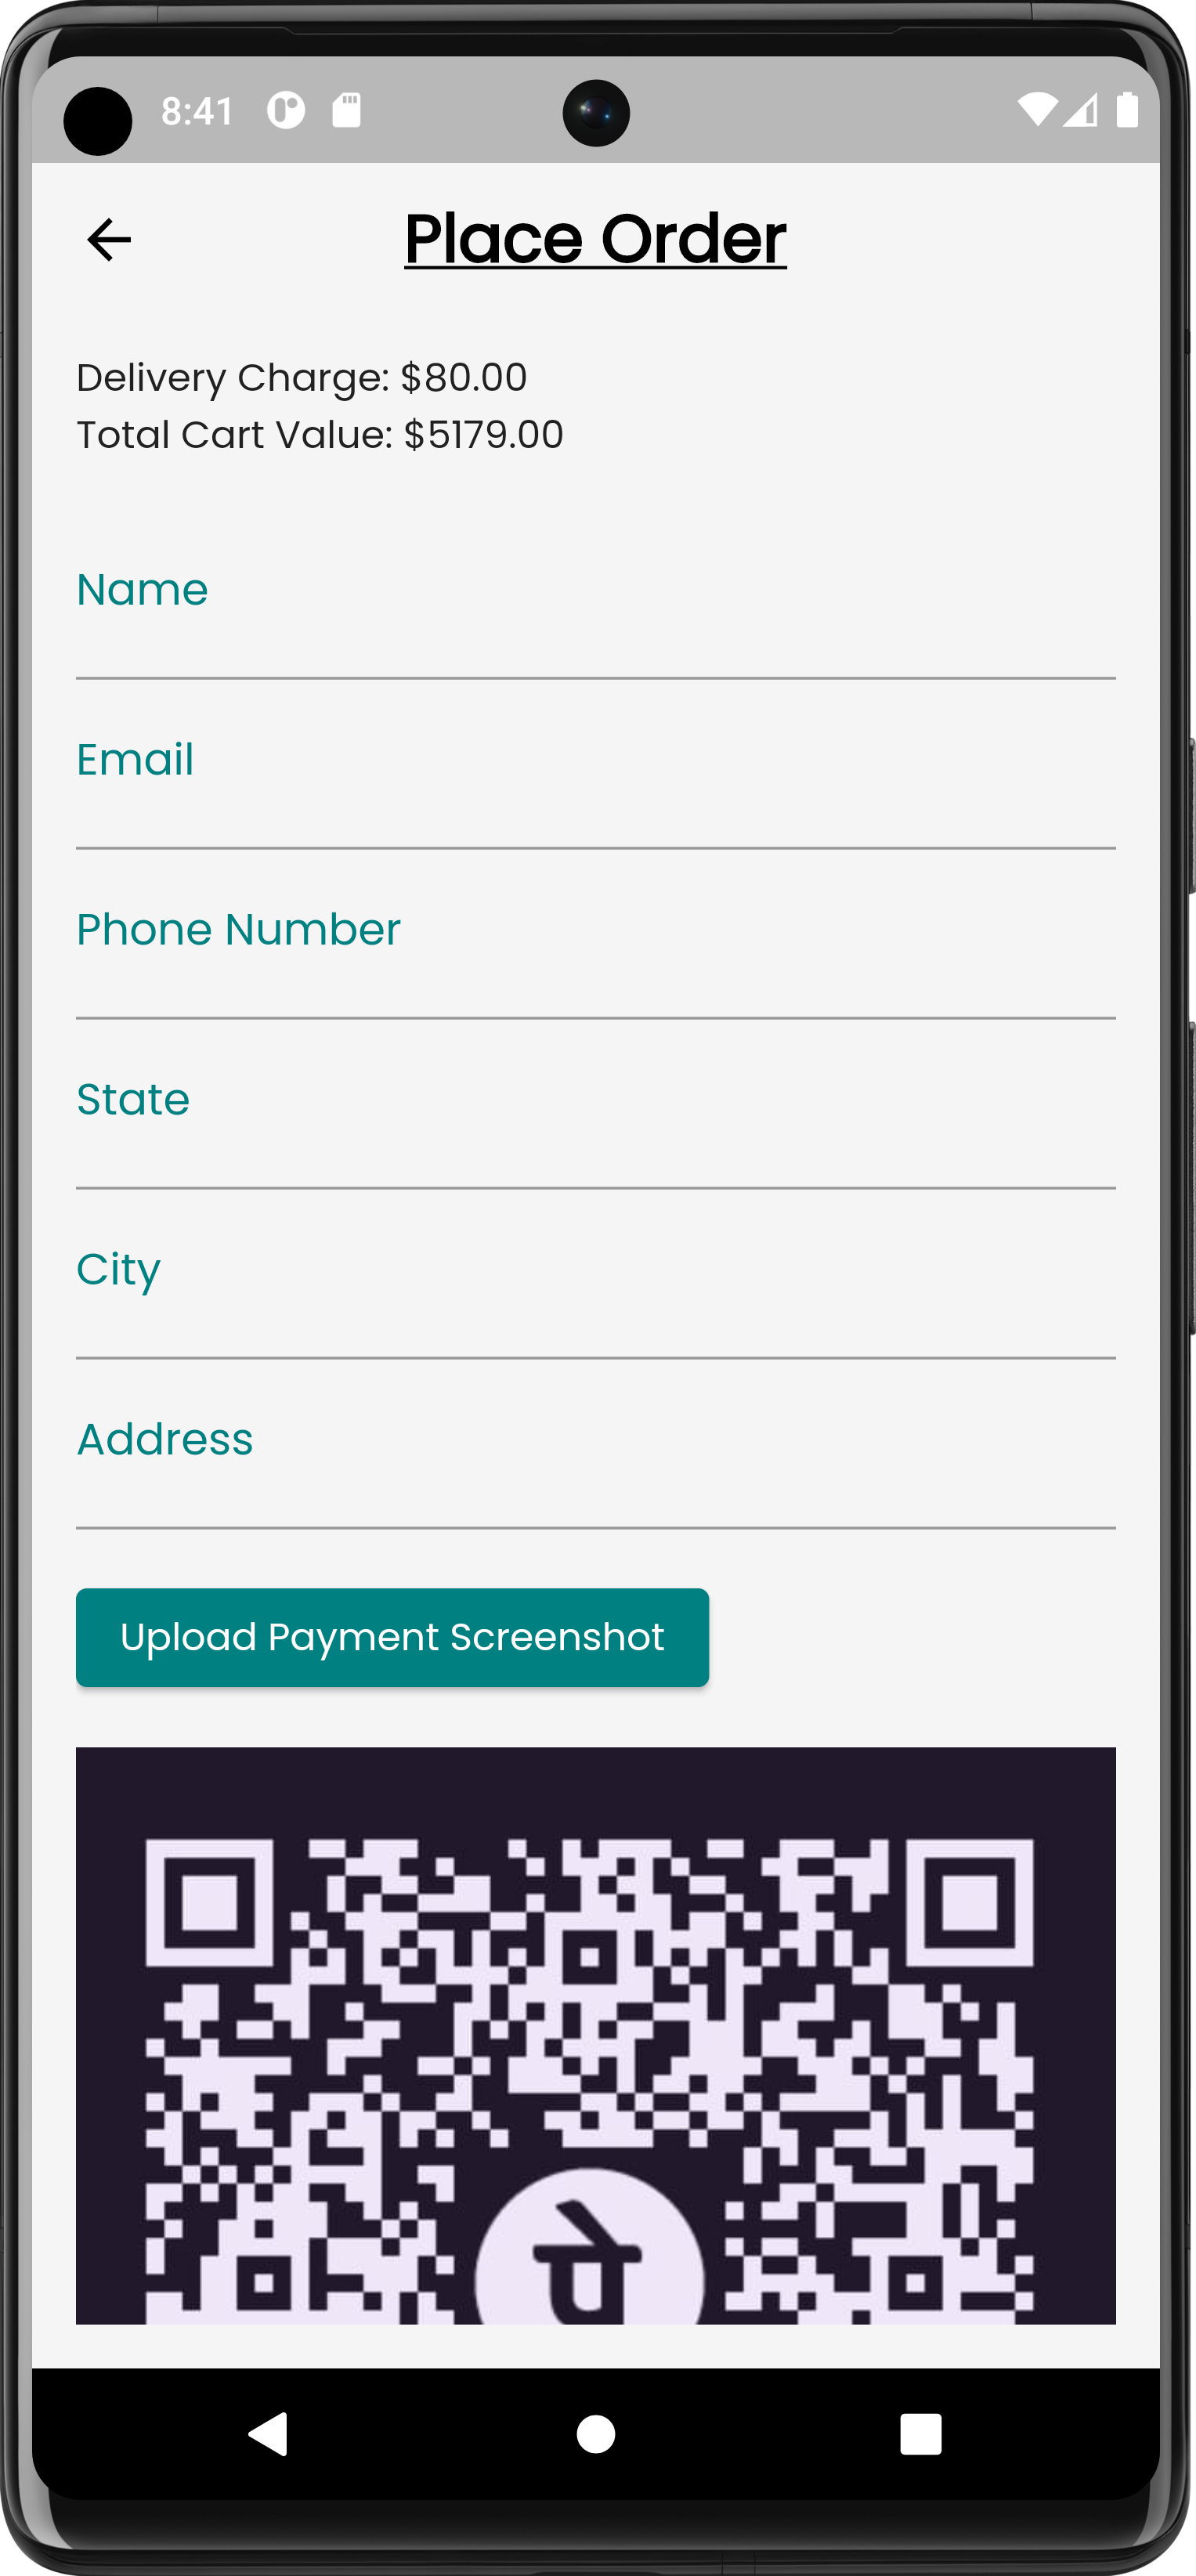 8:41
Place Order
Delivery Charge: $80.00
Total Cart Value: $5179.00
Name
Email
Phone Number
State
City
Address
Upload Payment Screenshot
पे